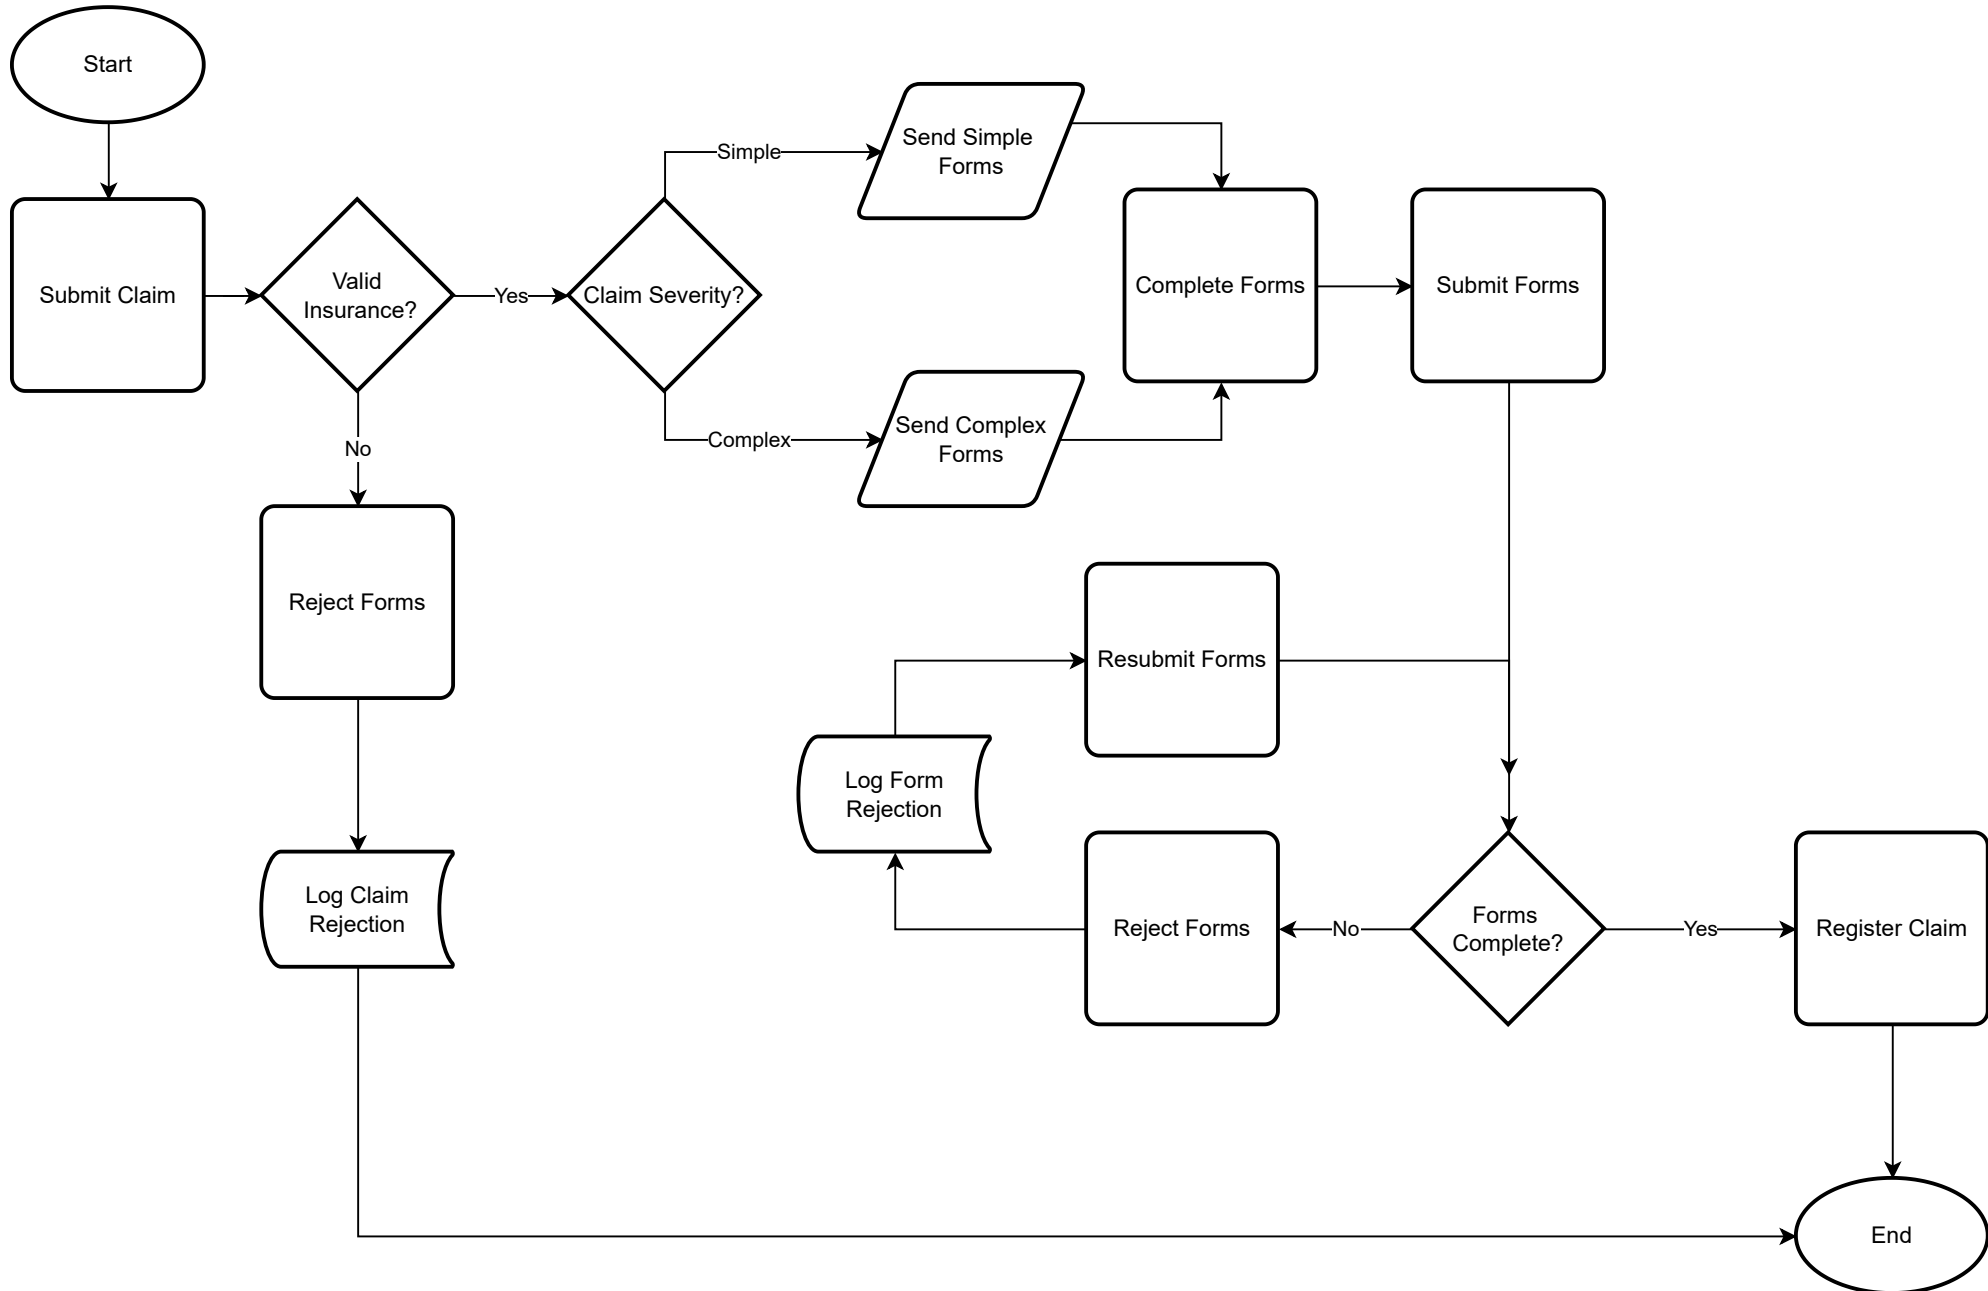 Start
Submit Claim
Valid
Insurance?
Yes
Claim Severity?
Simple
Send Simple
Forms
Complex
Send Complex
Forms
Complete Forms
Submit Forms
No
Reject Forms
Log Claim
Rejection
Resubmit Forms
Log Form
Rejection
Reject Forms
No
Forms
Complete?
Yes
Register Claim
End